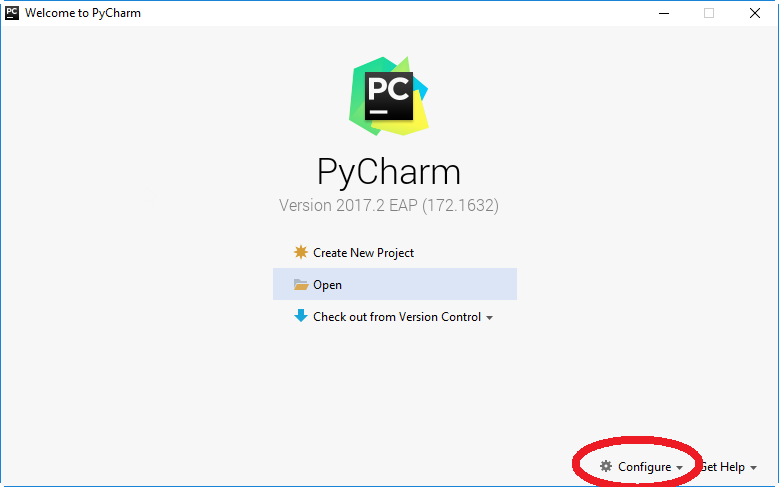 Welcome to PyCharm
PC
PyCharm
Version 2017.2 EAP (172.1632)
Create New Project
Open
Check out from Version Control
Configure
Get Help